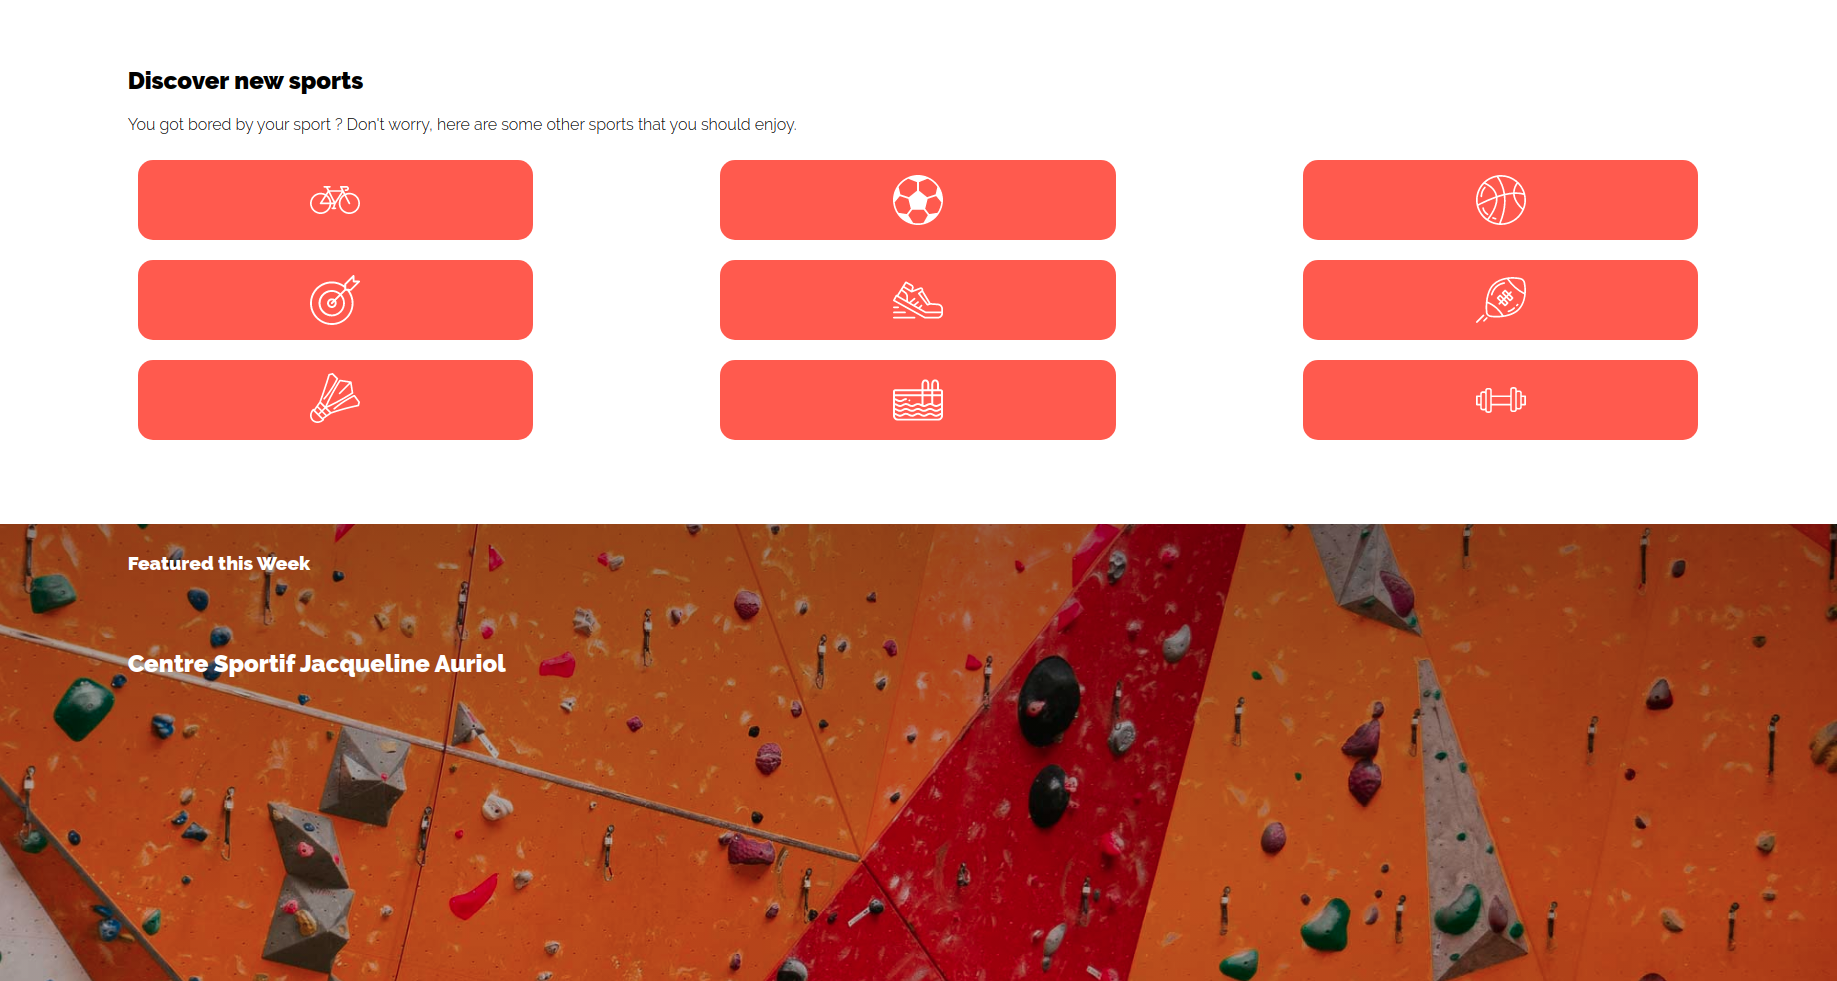 Discover new sports
You got bored by your sport ? Don't worry, here are some other sports that you should enjoy.
Featured this Week
Centre Sportif Jacqueline Auriol